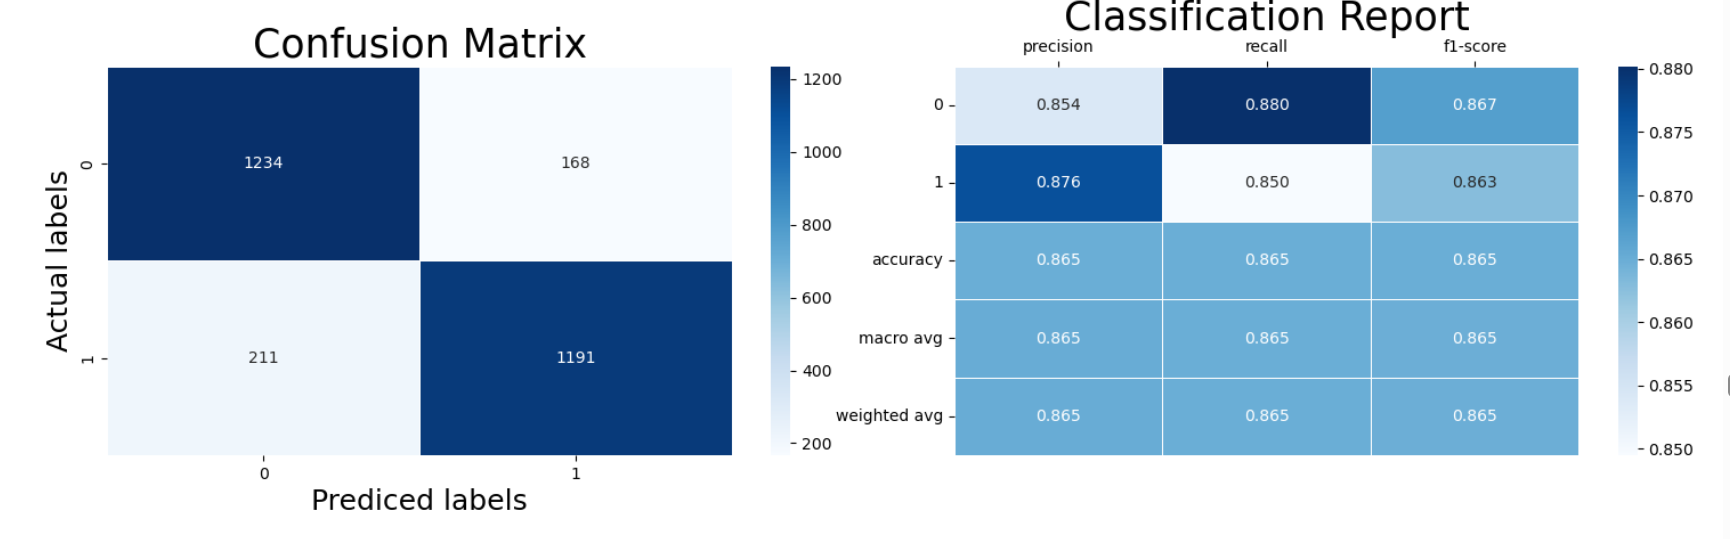 Confusion Matrix
1234 168
211 1191
0
1
Actual labels
0 1
Prediced labels
1200
1000
800
600
400
200
Classification Report
precision recall f1-score
0 0.854 0.880 0.867
1 0.876 0.850 0.863
accuracy 0.865 0.865 0.865
macro avg 0.865 0.865 0.865
weighted avg 0.865 0.865 0.865
0.880
0.875
0.870
0.865
0.860
0.855
0.850